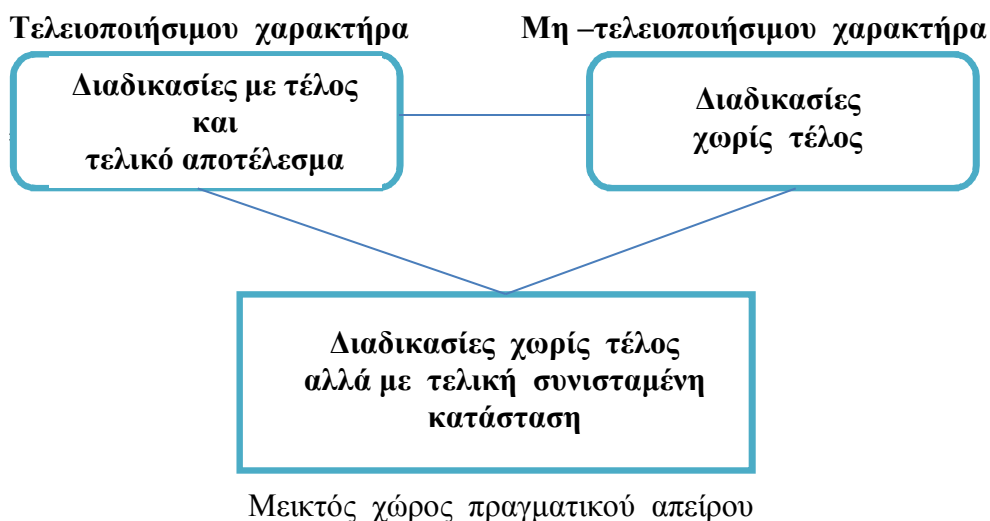 Τελειοποιήσιμου χαρακτήρα
Μη –τελειοποιήσιμου χαρακτήρα
Διαδικασίες με τέλος
και
τελικό αποτέλεσμα
Διαδικασίες
χωρίς τέλος
Διαδικασίες χωρίς τέλος
αλλά με τελική συνισταμένη
κατάσταση
Μεικτός χώρος πραγματικού απείρου